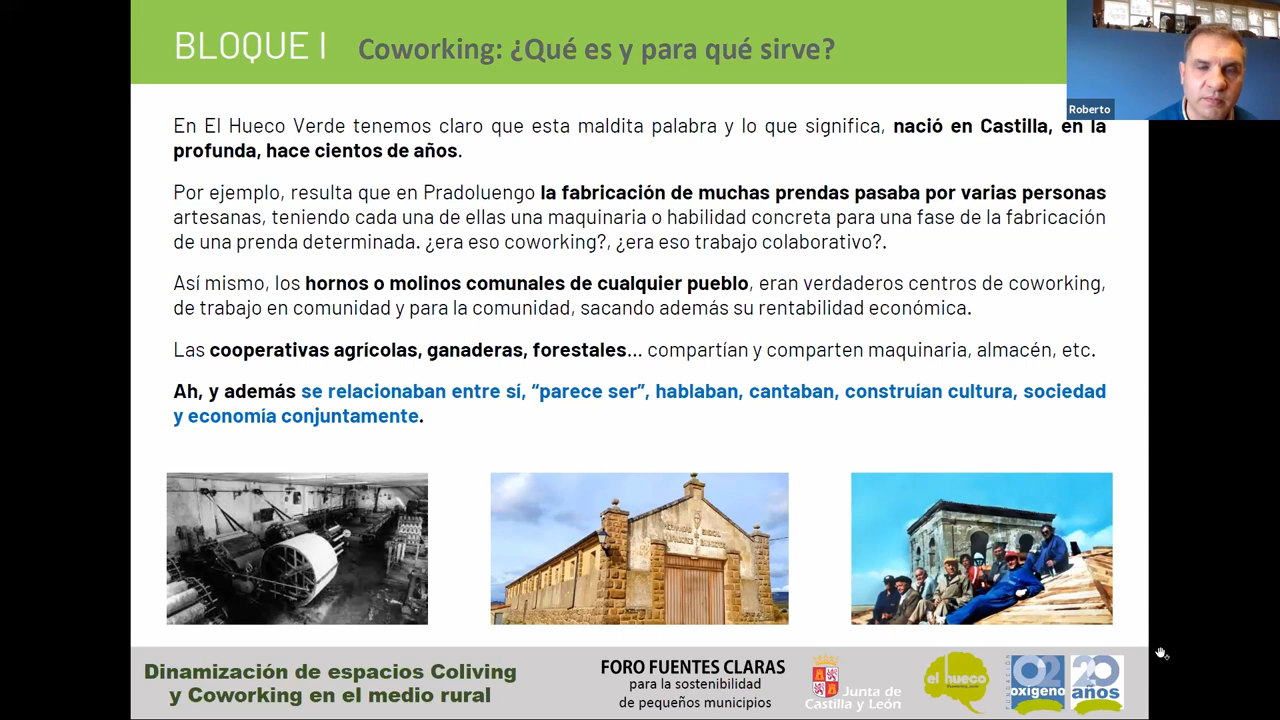 BLOQUE I
Coworking: ¿Qué es y para qué sirve?
Roberto
En El Hueco Verde tenemos claro que esta maldita palabra y lo que significa, nació en Castilla, en la
profunda, hace cientos de años.
Por ejemplo, resulta que en Pradoluengo la fabricación de muchas prendas pasaba por varias personas
artesanas, teniendo cada una de ellas una maquinaria o habilidad concreta para una fase de la fabricación
de una prenda determinada. ¿era eso coworking?, ¿era eso trabajo colaborativo?.
Así mismo, los hornos o molinos comunales de cualquier pueblo, eran verdaderos centros de coworking,
de trabajo en comunidad y para la comunidad, sacando además su rentabilidad económica.
Las cooperativas agrícolas, ganaderas, forestales... compartían y comparten maquinaria, almacén, etc.
Ah, y además se relacionaban entre sí, “parece ser”, hablaban, cantaban, construían cultura, sociedad
y economía conjuntamente.
Dinamización de espacios Coliving
y Coworking en el medio rural
FORO FUENTES CLARAS
para la sostenibilidad
de pequeños municipios
Junta de
Castilla y León
el hueco
FUNDACIÓN
O2
oxígeno
20
años